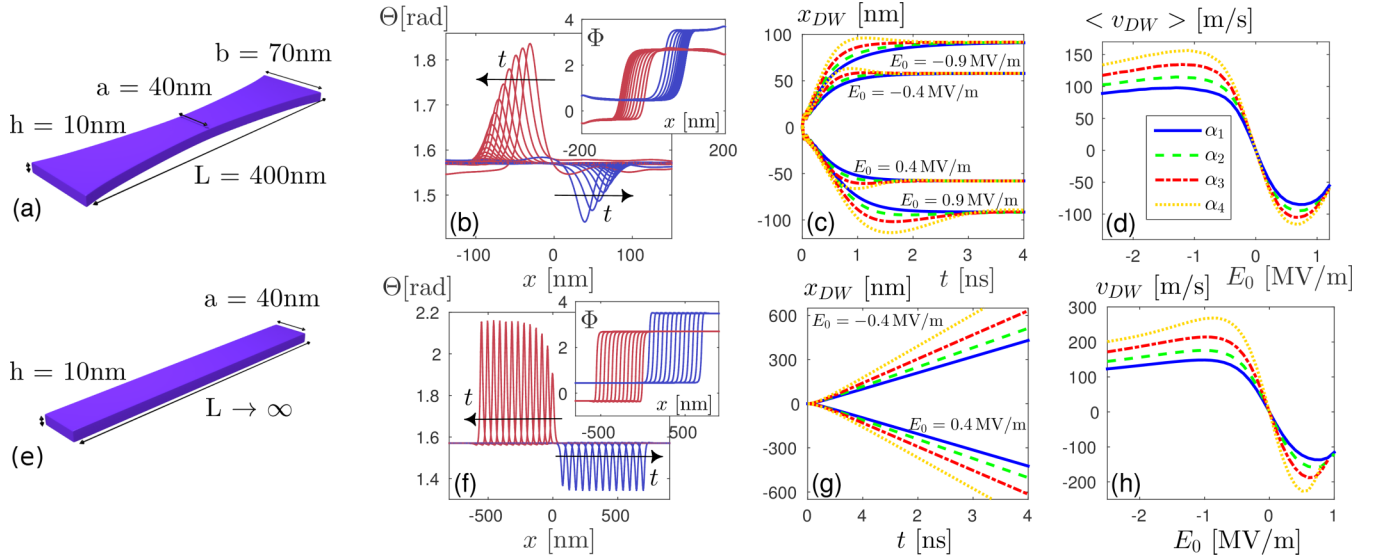 b = 70nm
a = 40nm
h = 10nm
L = 400nm
(a)
Θ[rad]
1.8
1.7
1.6
1.5
-100
0
100
x [nm]
t
t
(b)
Φ
4
2
0
-200
0
200
x [nm]
x_DW [nm]
100
50
0
-50
-100
0
1
2
3
4
t [ns]
E_0 = −0.9 MV/m
E_0 = −0.4 MV/m
E_0 = 0.4 MV/m
E_0 = 0.9 MV/m
(c)
< v_DW > [m/s]
150
100
50
0
-50
-100
-2
-1
0
1
E_0 [MV/m]
α_1
α_2
α_3
α_4
(d)
a = 40nm
h = 10nm
L → ∞
(e)
Θ[rad]
2.2
2
1.8
1.6
1.4
-500
0
500
x [nm]
t
t
(f)
Φ
4
2
0
-500
0
500
x [nm]
x_DW [nm]
600
300
0
-300
-600
0
1
2
3
4
t [ns]
E_0 = −0.4 MV/m
E_0 = 0.4 MV/m
(g)
v_DW [m/s]
300
200
100
0
-100
-200
-2
-1
0
1
E_0 [MV/m]
(h)